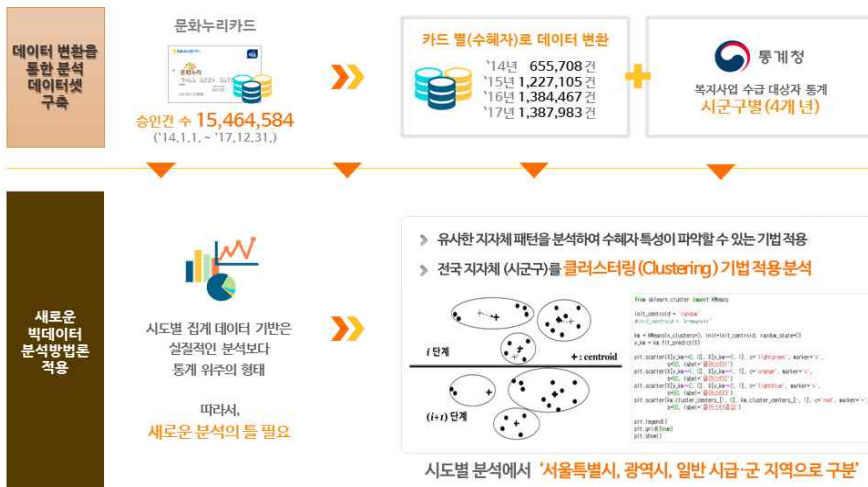 데이터 변환을
통한 분석
데이터셋
구축
문화누리카드
승인건 수 15,464,584
('14.1.1. ~ '17.12.31.)
카드 별(수혜자)로 데이터 변환
'14년 655,708 건
'15년 1,227,105 건
'16년 1,384,467 건
'17년 1,387,983 건
통계청
복지사업 수급 대상자 통계
시군구별(4개 년)
새로운
빅데이터
분석방법론
적용
시도별 집계 데이터 기반은
실질적인 분석보다
통계 위주의 형태
따라서,
새로운 분석의 틀 필요
유사한 지자체 패턴을 분석하여 수혜자 특성이 파악할 수 있는 기법 적용
전국 지자체 (시군구)를 클러스터링 (Clustering ) 기법 적용 분석
i 단계
+ : centroid
(i+1) 단계
from sklearn.cluster import KMeans
init_centroid = 'random'
plt.legend()
plt.grid(True)
plt.show()
시도별 분석에서 '서울특별시, 광역시, 일반 시급·군 지역으로 구분'